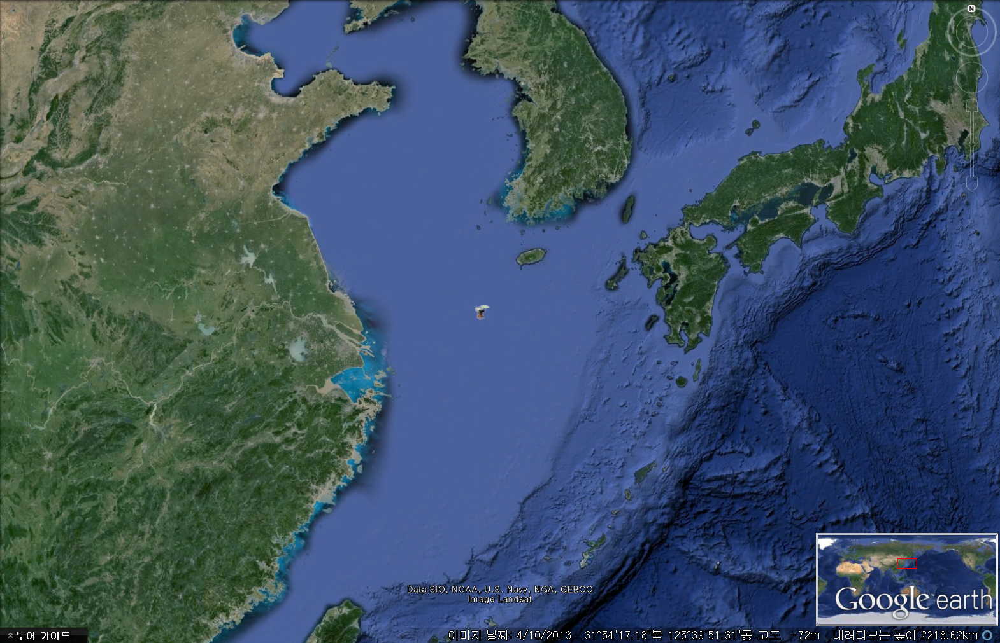 N
Data SIO, NOAA, U.S. Navy, NGA, GEBCO
Image Landsat
Google earth
투어 가이드
이미지 날짜: 4/10/2013 31°54'17.18"북 125°39'51.31"동 고도 -72m 내려다보는 높이 2218.62km